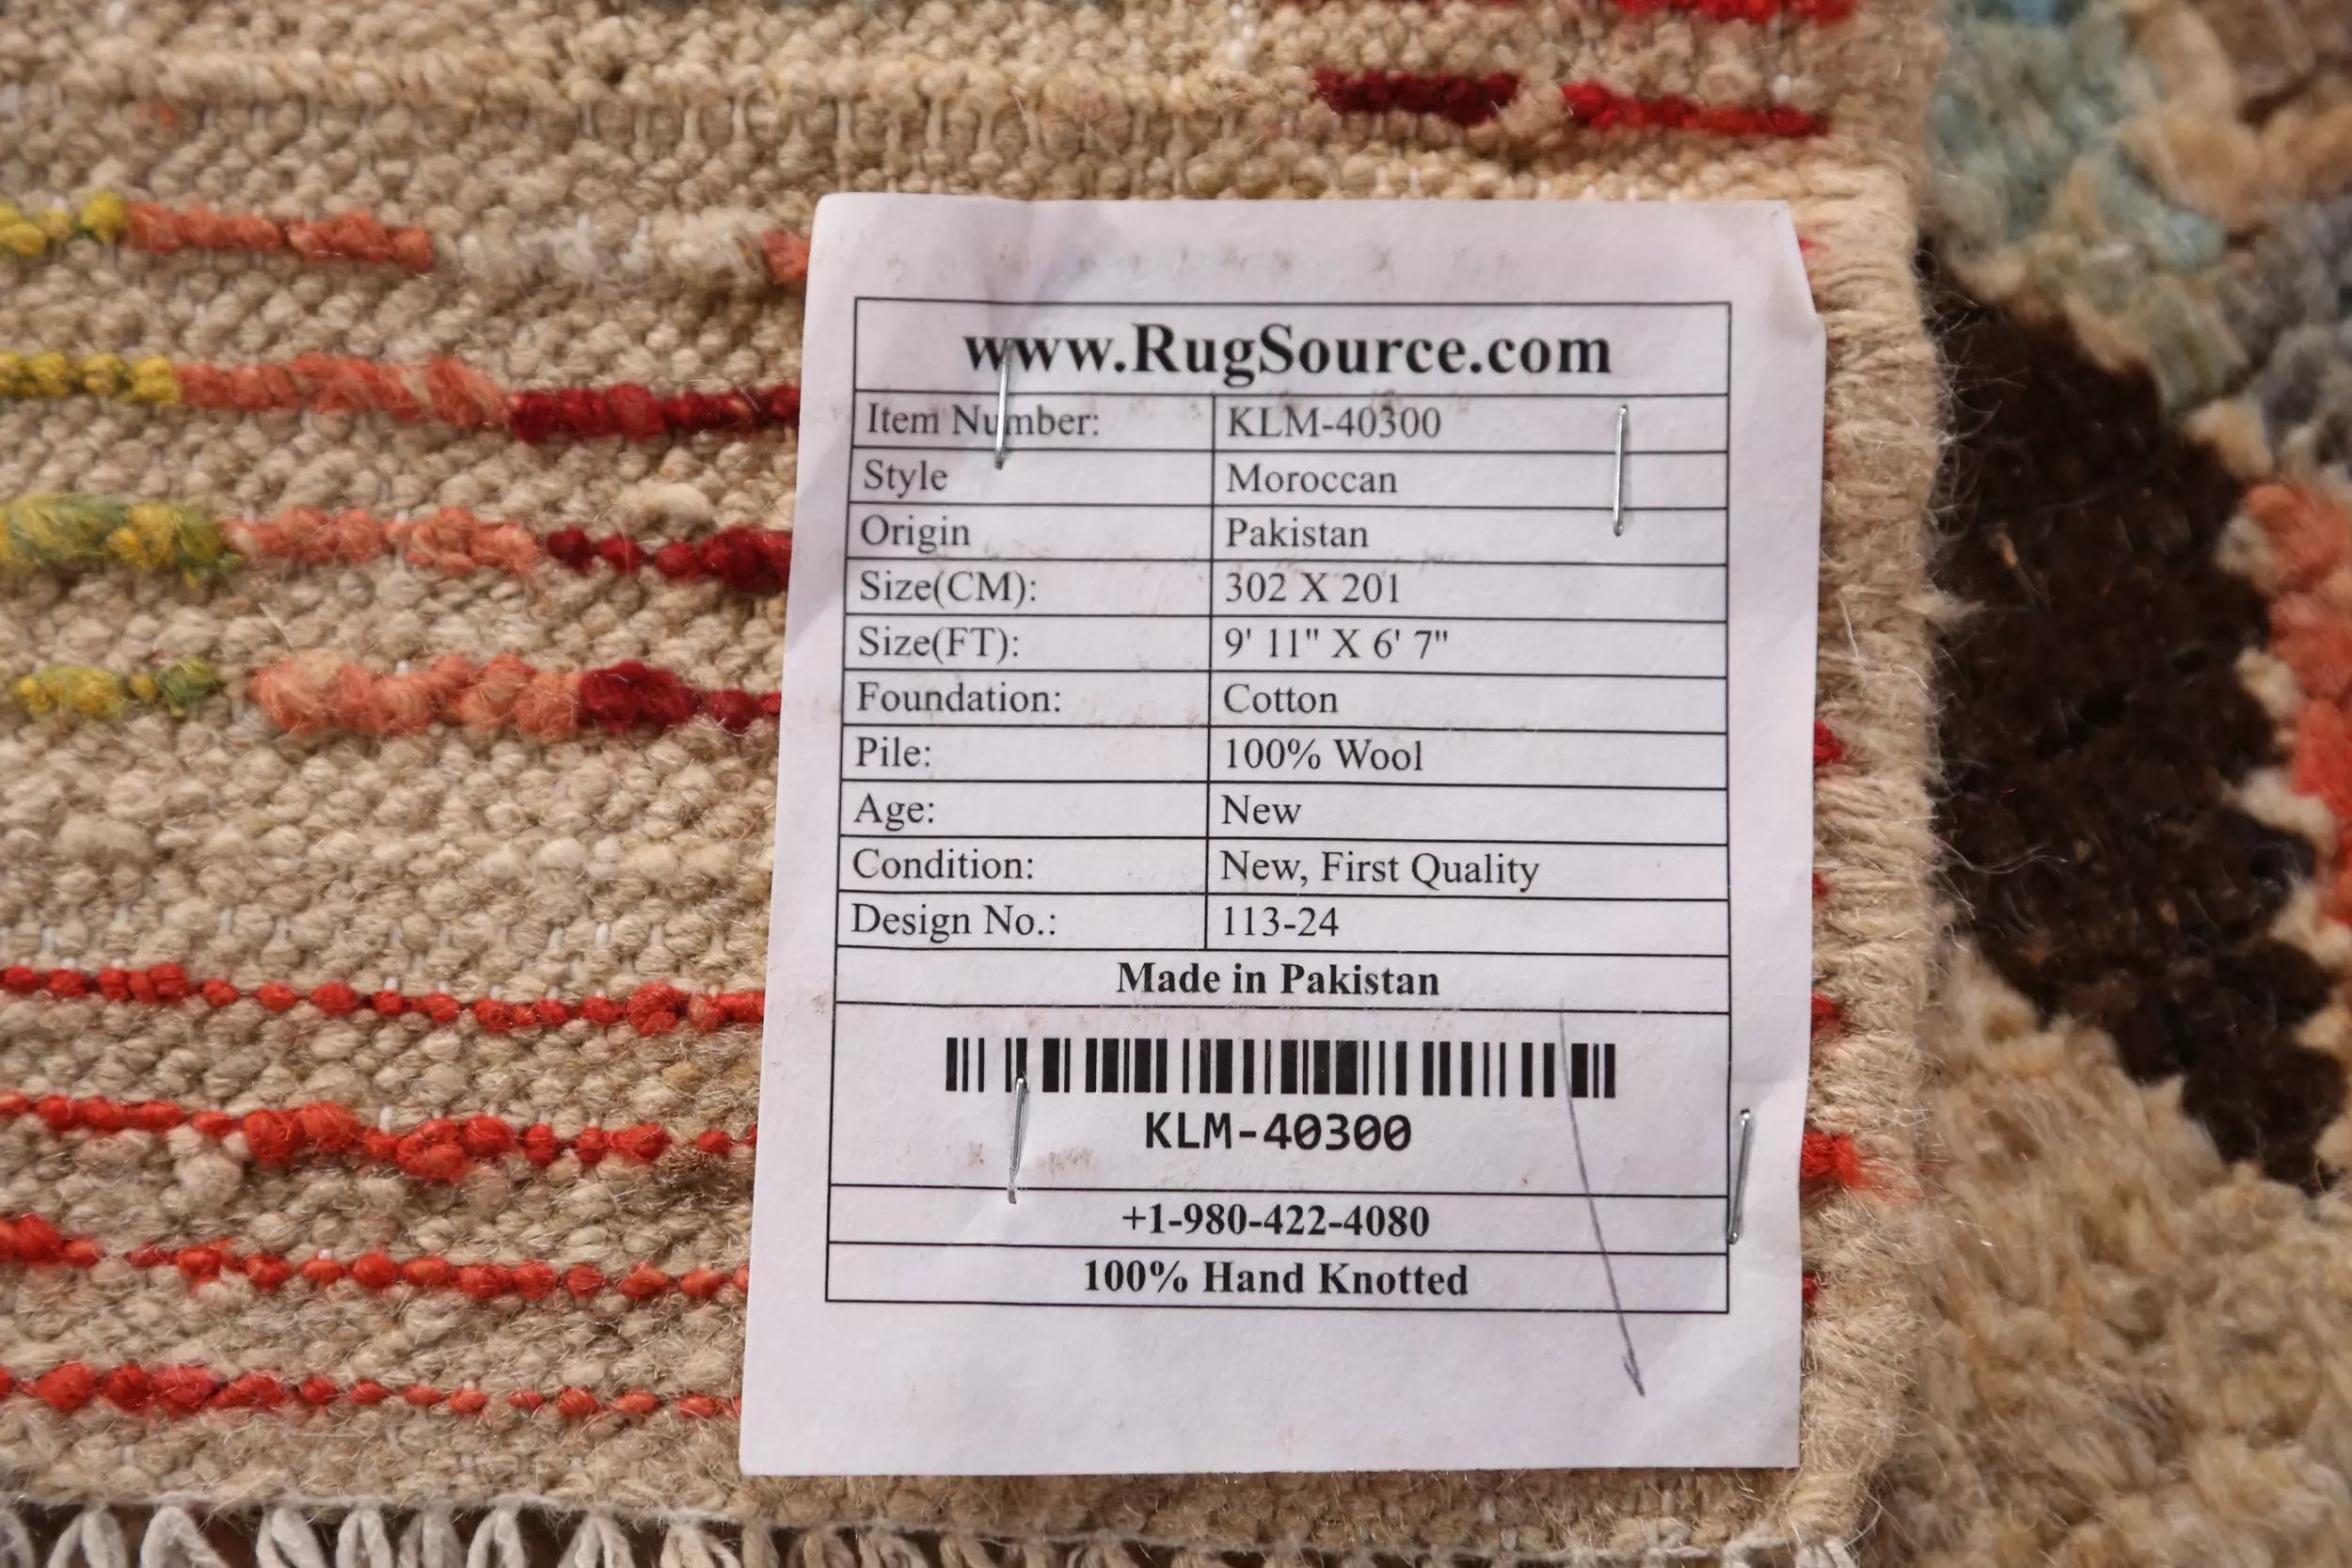 www.RugSource.com
Item Number: KLM-40300
Style Moroccan
Origin Pakistan
Size(CM): 302 X 201
Size(FT): 9' 11" X 6' 7"
Foundation: Cotton
Pile: 100% Wool
Age: New
Condition: New, First Quality
Design No.: 113-24
Made in Pakistan
KLM-40300
+1-980-422-4080
100% Hand Knotted